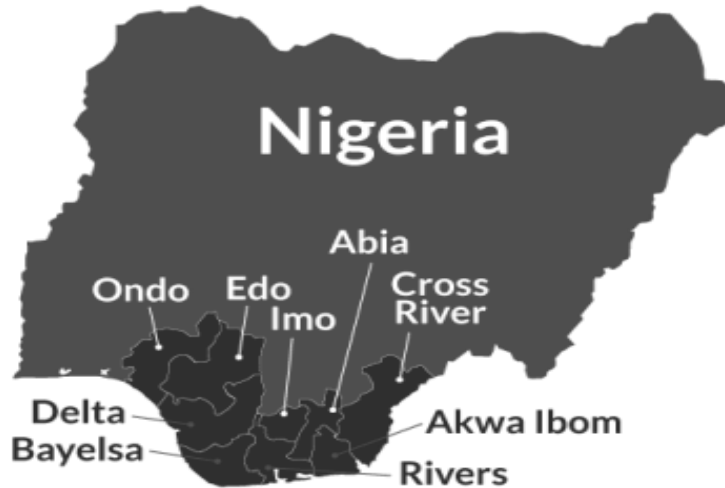 Nigeria
Abia
Ondo
Edo
Imo
Cross
River
Delta
Bayelsa
Akwa Ibom
Rivers